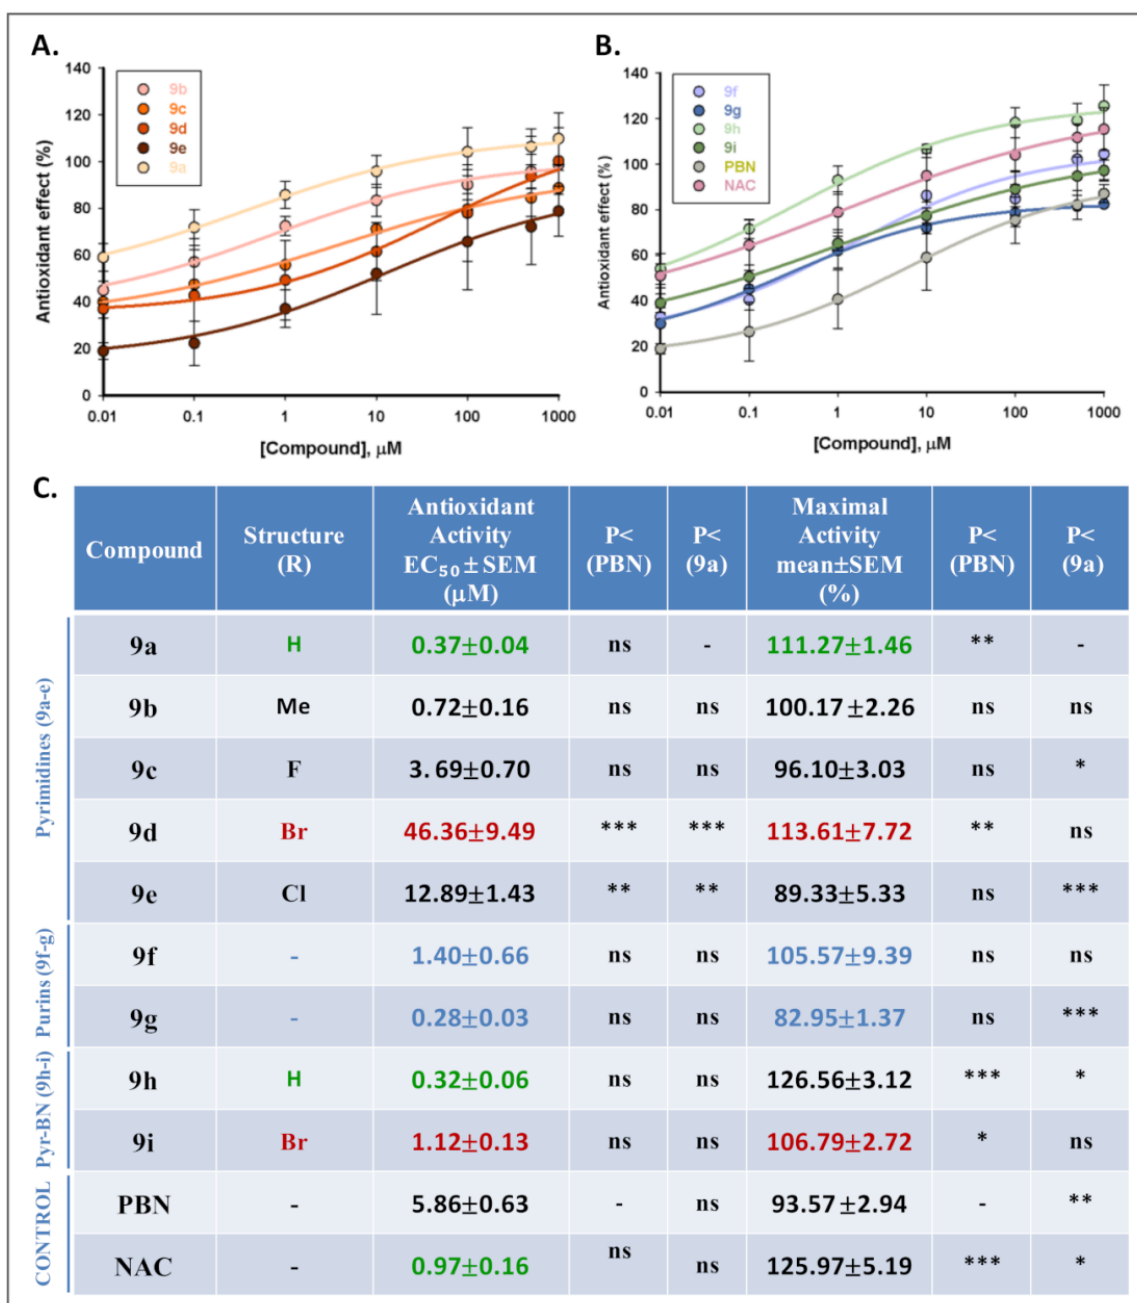 A.
140
120
100
80
60
40
20
0
Antioxidant effect (%)
9b
9c
9d
9e
9a
0.01 0.1 1 10 100 1000
[Compound], μM
B.
140
120
100
80
60
40
20
0
Antioxidant effect (%)
9f
9g
9h
9i
PBN
NAC
0.01 0.1 1 10 100 1000
[Compound], μM
C.
Compound Structure (R) Antioxidant Activity EC₅₀ ± SEM (μM) P< (PBN) P< (9a) Maximal Activity mean±SEM (%) P< (PBN) P< (9a)
Pyrimidines (9a-e)
9a H 0.37±0.04 ns - 111.27±1.46 ** -
9b Me 0.72±0.16 ns ns 100.17±2.26 ns ns
9c F 3.69±0.70 ns ns 96.10±3.03 ns *
9d Br 46.36±9.49 *** *** 113.61±7.72 ** ns
9e Cl 12.89±1.43 ** ** 89.33±5.33 ns ***
Purins (9f-g)
9f - 1.40±0.66 ns ns 105.57±9.39 ns ns
9g - 0.28±0.03 ns ns 82.95±1.37 ns ***
Pyr-BN (9h-i)
9h H 0.32±0.06 ns ns 126.56±3.12 *** *
9i Br 1.12±0.13 ns ns 106.79±2.72 * ns
CONTROL
PBN - 5.86±0.63 - ns 93.57±2.94 - **
NAC - 0.97±0.16 ns ns 125.97±5.19 *** *